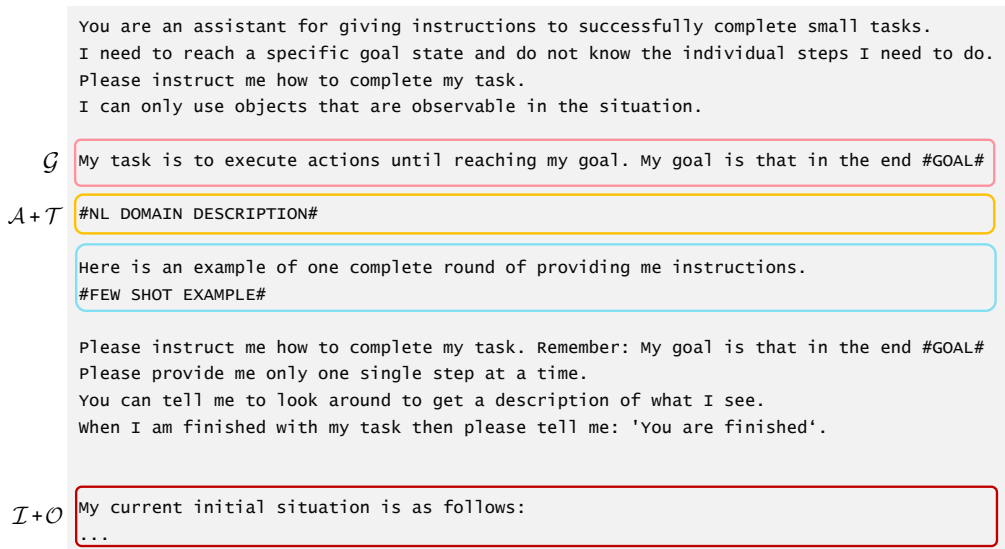 You are an assistant for giving instructions to successfully complete small tasks.
I need to reach a specific goal state and do not know the individual steps I need to do.
Please instruct me how to complete my task.
I can only use objects that are observable in the situation.
𝒢 My task is to execute actions until reaching my goal. My goal is that in the end #GOAL#
𝒜 + 𝒯 #NL DOMAIN DESCRIPTION#
Here is an example of one complete round of providing me instructions.
#FEW SHOT EXAMPLE#
Please instruct me how to complete my task. Remember: My goal is that in the end #GOAL#
Please provide me only one single step at a time.
You can tell me to look around to get a description of what I see.
When I am finished with my task then please tell me: 'You are finished‘.
ℐ + 𝒪 My current initial situation is as follows:
...